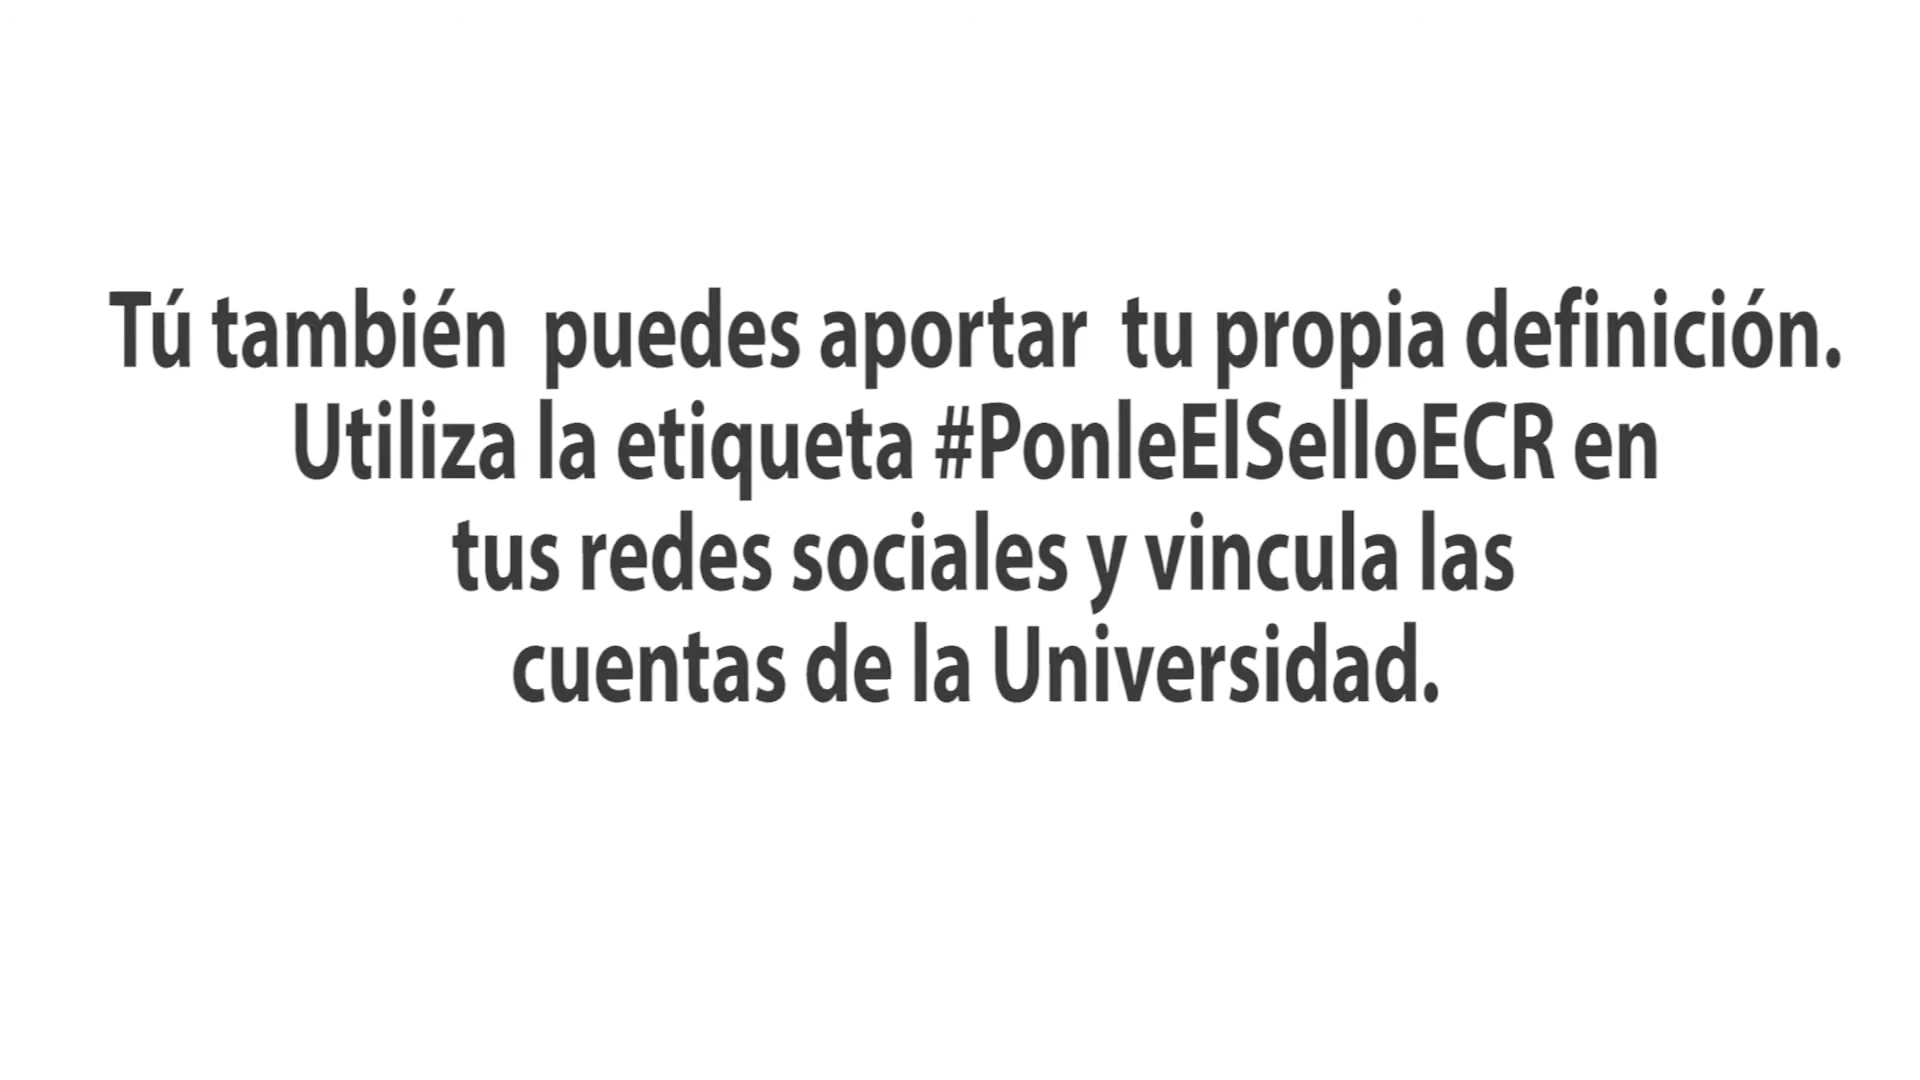 Tú también puedes aportar tu propia definición.
Utiliza la etiqueta #PonleElSelloECR en
tus redes sociales y vincula las
cuentas de la Universidad.